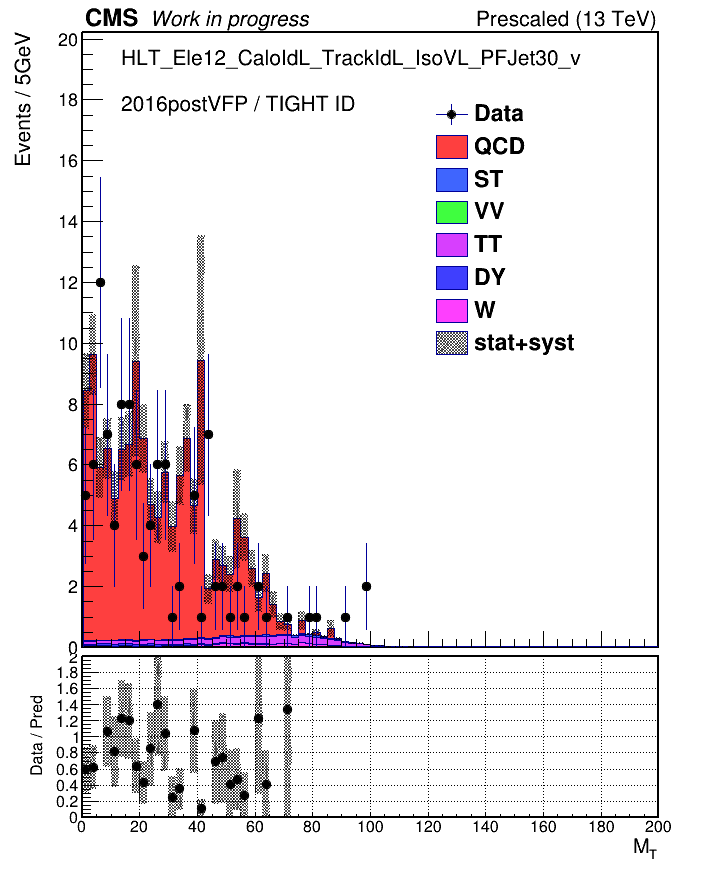 CMS Work in progress Prescaled (13 TeV)
Events / 5GeV
HLT_Ele12_CaloIdL_TrackIdL_IsoVL_PFJet30_v
2016postVFP / TIGHT ID
Data
QCD
ST
VV
TT
DY
W
stat+syst
20
18
16
14
12
10
8
6
4
2
0
Data / Pred
2
1.8
1.6
1.4
1.2
1
0.8
0.6
0.4
0.2
0
0 20 40 60 80 100 120 140 160 180 200
M_T